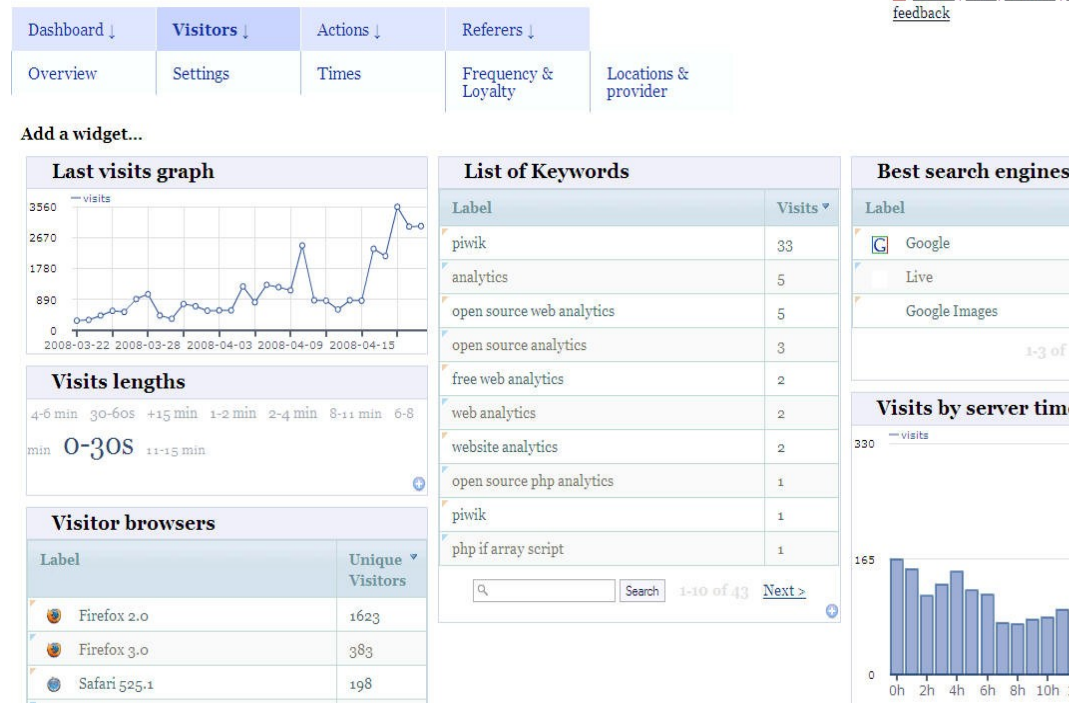 feedback
Dashboard ↓ Visitors ↓ Actions ↓ Referers ↓
Overview Settings Times Frequency & Loyalty Locations & provider
Add a widget...
Last visits graph
visits
3560
2670
1780
890
0
2008-03-22 2008-03-28 2008-04-03 2008-04-09 2008-04-15
Visits lengths
4-6 min 30-60s +15 min 1-2 min 2-4 min 8-11 min 6-8
min 0-30s 11-15 min
Visitor browsers
Label Unique Visitors
Firefox 2.0 1623
Firefox 3.0 383
Safari 525.1 198
List of Keywords
Label Visits
piwik 33
analytics 5
open source web analytics 5
open source analytics 3
free web analytics 2
web analytics 2
website analytics 2
open source php analytics 1
piwik 1
php if array script 1
Search 1-10 of 43 Next >
Best search engines
Label
G Google
Live
Google Images
1-3 of
Visits by server time
visits
330
165
0
0h 2h 4h 6h 8h 10h